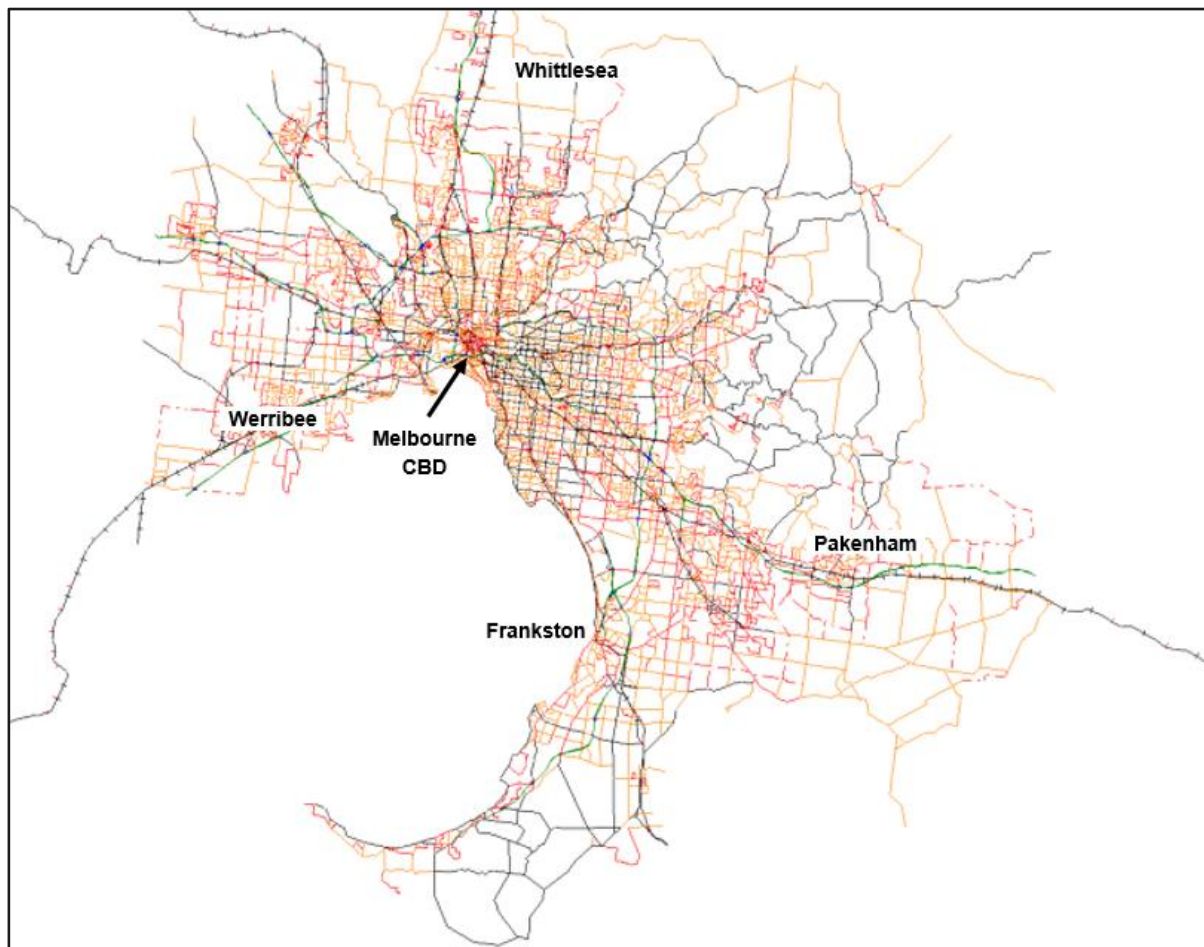 Whittlesea
Werribee
Melbourne
CBD
Pakenham
Frankston